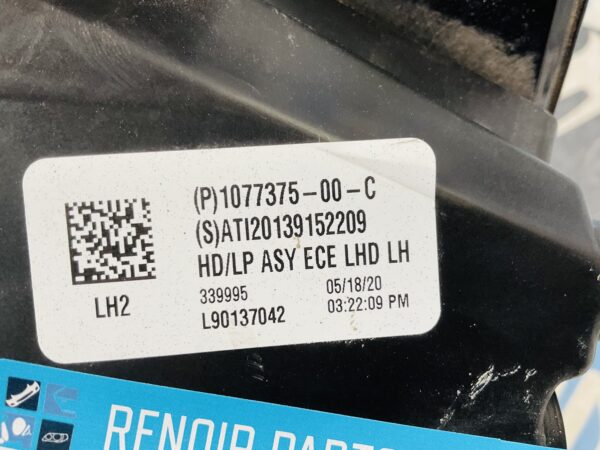 (P)1077375-00-C
(S)ATI20139152209
HD/LP ASY ECE LHD LH
LH2
339995
05/18/20
L90137042
03:22:09 PM
RENOIR PARTS